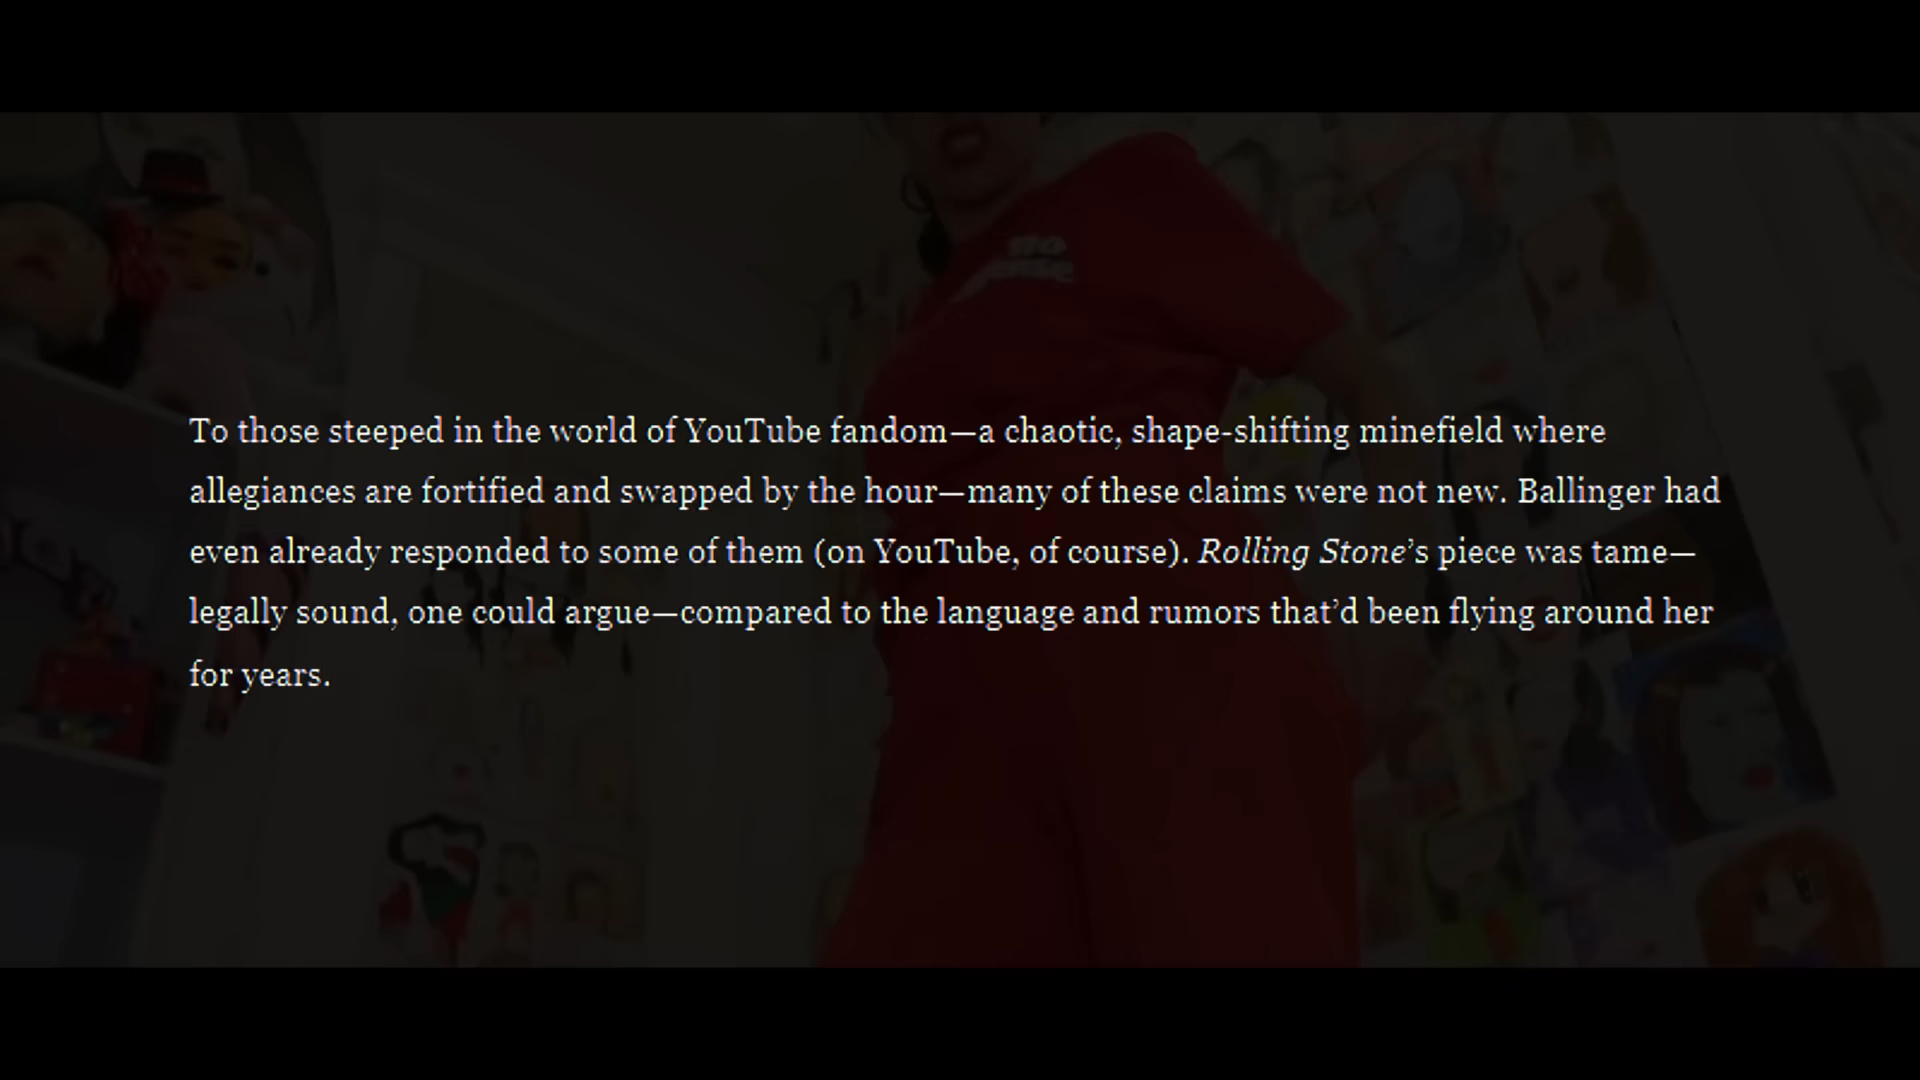 To those steeped in the world of YouTube fandom—a chaotic, shape-shifting minefield where
allegiances are fortified and swapped by the hour—many of these claims were not new. Ballinger had
even already responded to some of them (on YouTube, of course). Rolling Stone’s piece was tame—
legally sound, one could argue—compared to the language and rumors that’d been flying around her
for years.